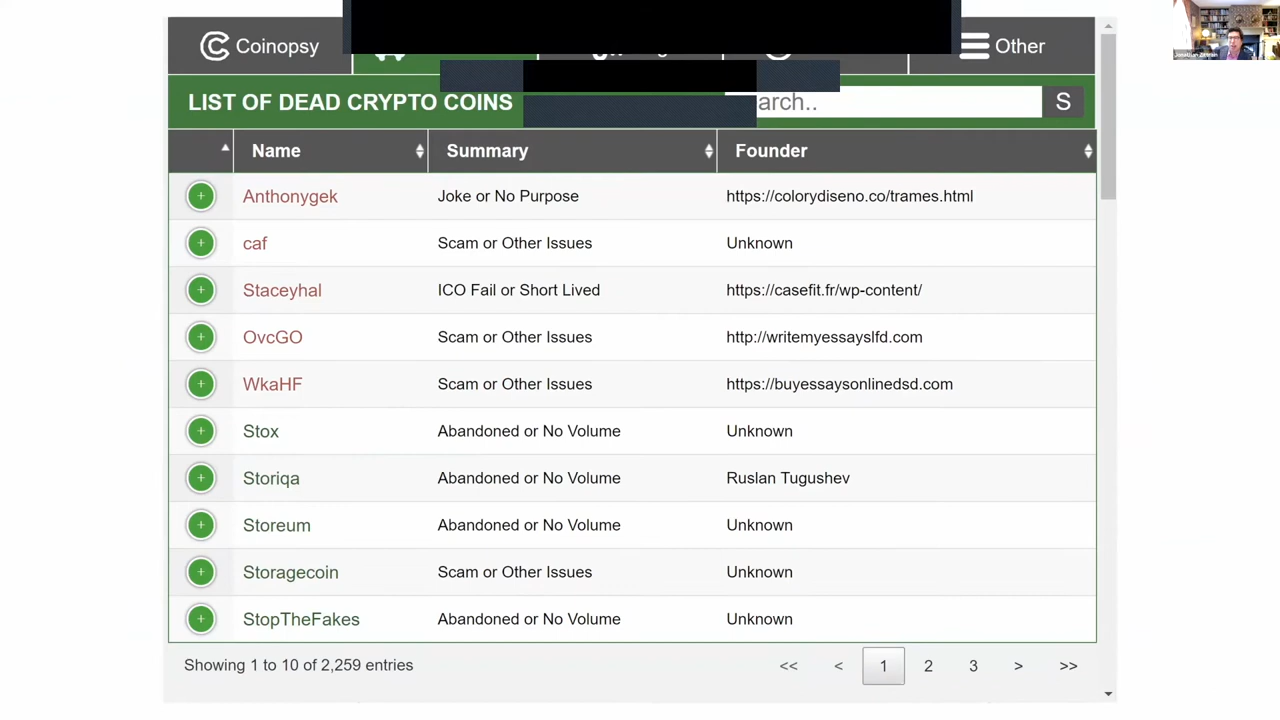 Coinopsy
Other
LIST OF DEAD CRYPTO COINS
arch..
S
Name Summary Founder
Anthonygek Joke or No Purpose https://colorydiseno.co/trames.html
caf Scam or Other Issues Unknown
Staceyhal ICO Fail or Short Lived https://casefit.fr/wp-content/
OvcGO Scam or Other Issues http://writemyessayslfd.com
WkaHF Scam or Other Issues https://buyessaysonlinedsd.com
Stox Abandoned or No Volume Unknown
Storiqa Abandoned or No Volume Ruslan Tugushev
Storeum Abandoned or No Volume Unknown
Storagecoin Scam or Other Issues Unknown
StopTheFakes Abandoned or No Volume Unknown
Showing 1 to 10 of 2,259 entries << < 1 2 3 > >>